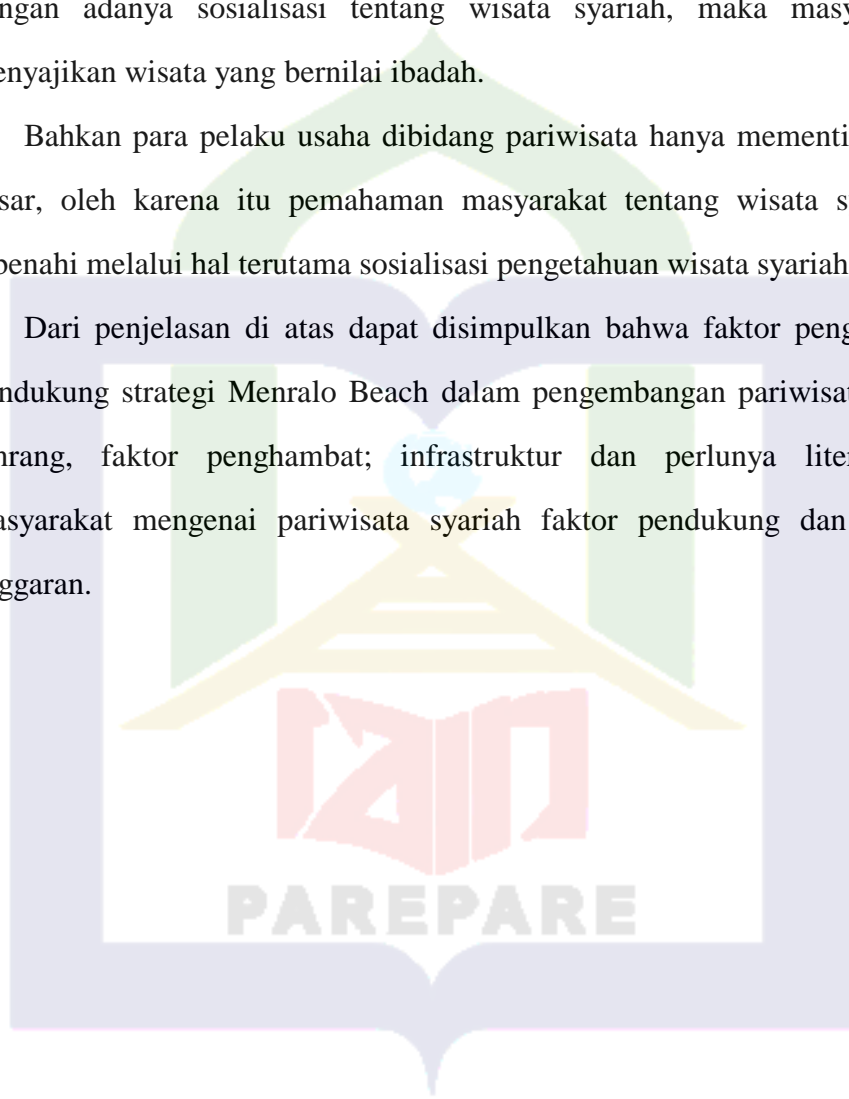 ngan adanya sosialisasi tentang wisata syariah, maka masy
enyajikan wisata yang bernilai ibadah.
Bahkan para pelaku usaha dibidang pariwisata hanya mementi
sar, oleh karena itu pemahaman masyarakat tentang wisata s
benahi melalui hal terutama sosialisasi pengetahuan wisata syariah
Dari penjelasan di atas dapat disimpulkan bahwa faktor peng
ndukung strategi Menralo Beach dalam pengembangan pariwisat
nrang, faktor penghambat; infrastruktur dan perlunya liter
asyarakat mengenai pariwisata syariah faktor pendukung dan
ggaran.
iain
PAREPARE